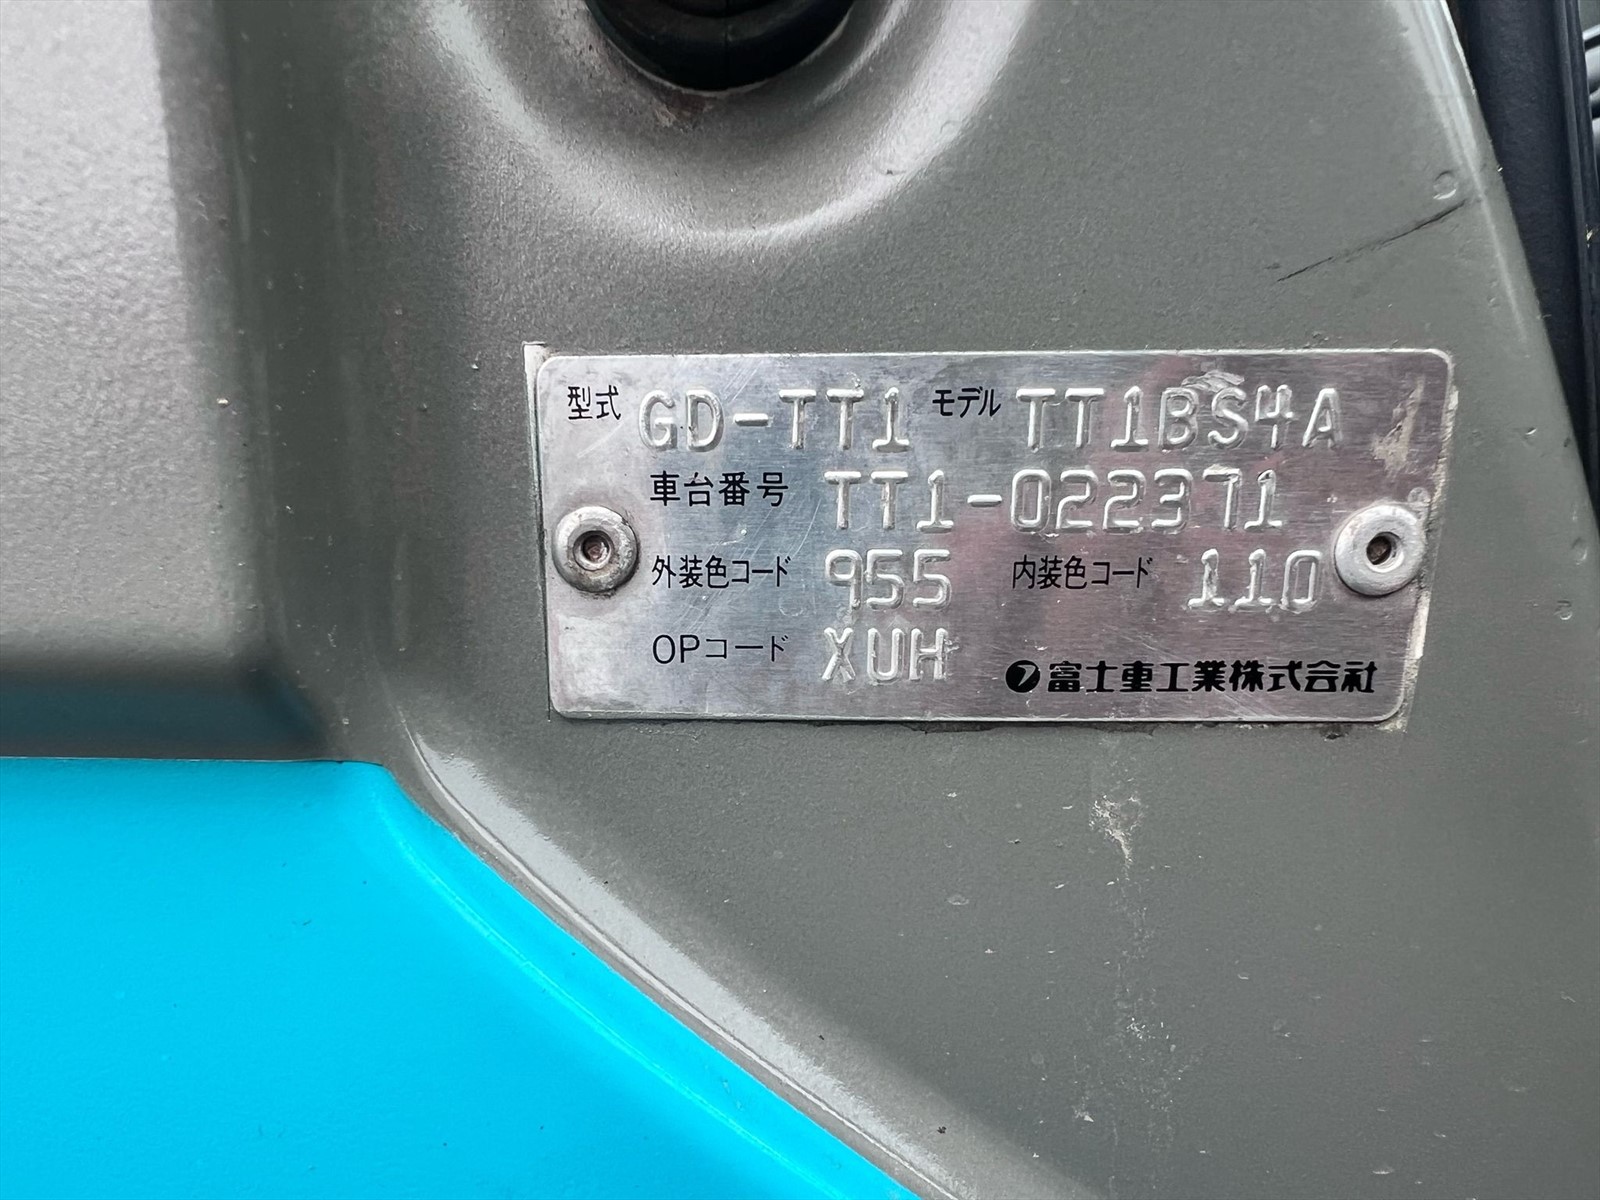 型式 GD-TT1 モデル TT1BS4A
車台番号 TT1-022371
外装色コード 955 内装色コード 110
OPコード XUH
富士重工業株式会社